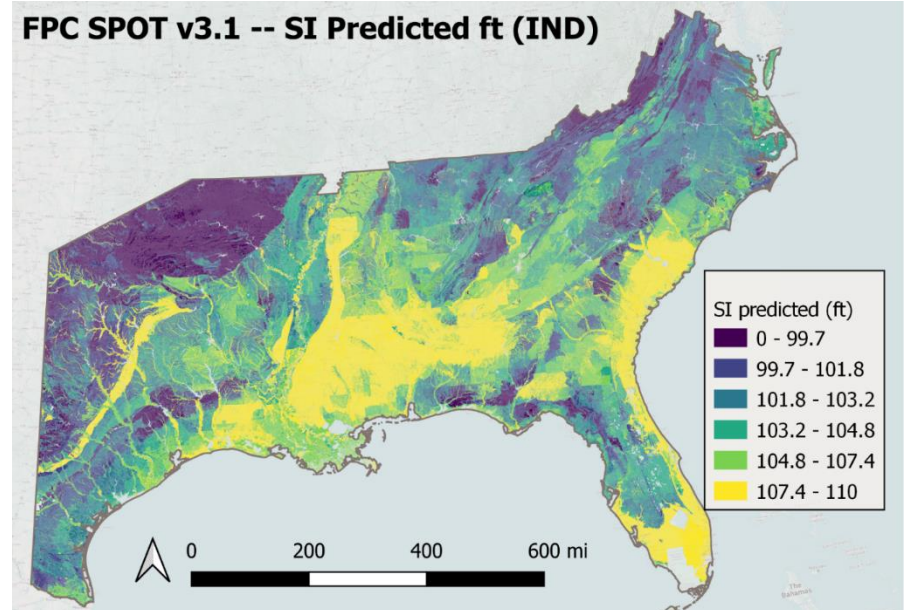 FPC SPOT v3.1 -- SI Predicted ft (IND)
SI predicted (ft)
0 - 99.7
99.7 - 101.8
101.8 - 103.2
103.2 - 104.8
104.8 - 107.4
107.4 - 110
0 200 400 600 mi
The
Bahamas